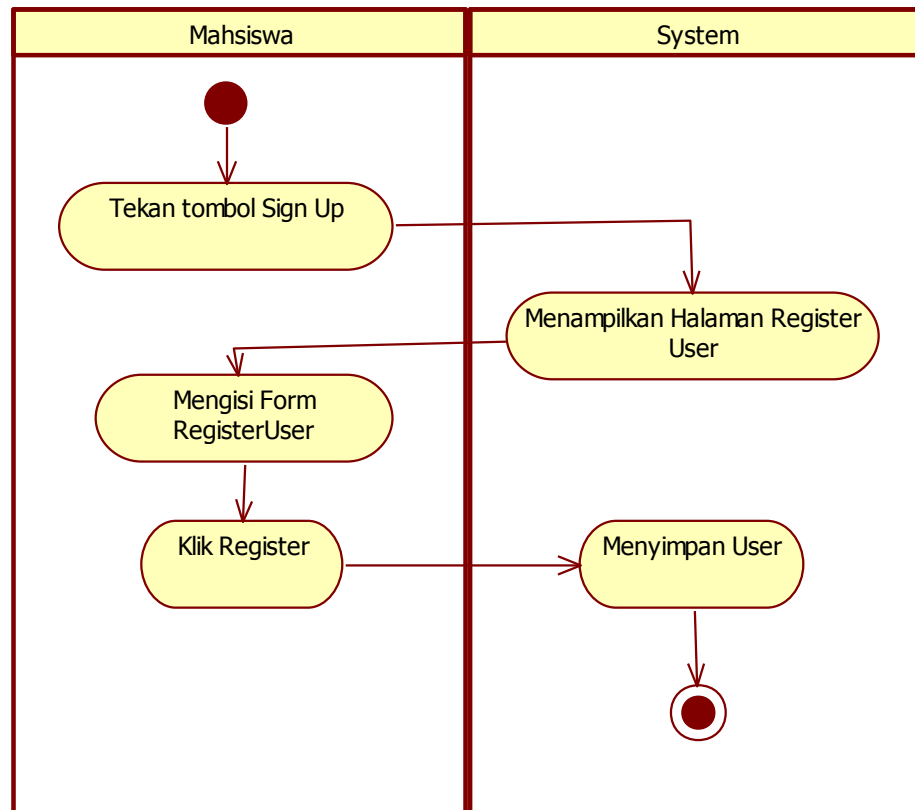 Mahsiswa
System
Tekan tombol Sign Up
Menampilkan Halaman Register
User
Mengisi Form
RegisterUser
Klik Register
Menyimpan User